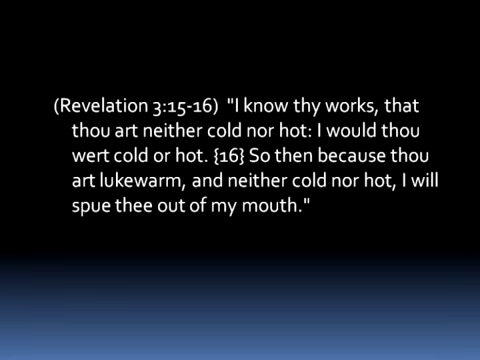 (Revelation 3:15-16)  "I know thy works, that
thou art neither cold nor hot: I would thou
wert cold or hot. {16} So then because thou
art lukewarm, and neither cold nor hot, I will
spue thee out of my mouth."